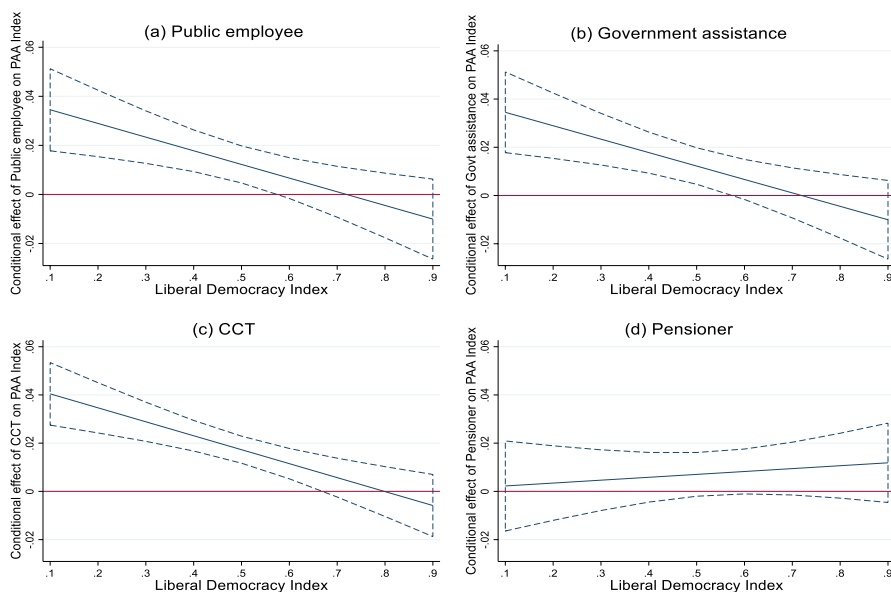 (a) Public employee
Conditional effect of Public employee on PAA Index
.06
.04
.02
0
-.02
.1 .2 .3 .4 .5 .6 .7 .8 .9
Liberal Democracy Index
(b) Government assistance
Conditional effect of Govt assistance on PAA Index
.06
.04
.02
0
-.02
.1 .2 .3 .4 .5 .6 .7 .8 .9
Liberal Democracy Index
(c) CCT
Conditional effect of CCT on PAA Index
.06
.04
.02
0
-.02
.1 .2 .3 .4 .5 .6 .7 .8 .9
Liberal Democracy Index
(d) Pensioner
Conditional effect of Pensioner on PAA Index
.06
.04
.02
0
-.02
.1 .2 .3 .4 .5 .6 .7 .8 .9
Liberal Democracy Index